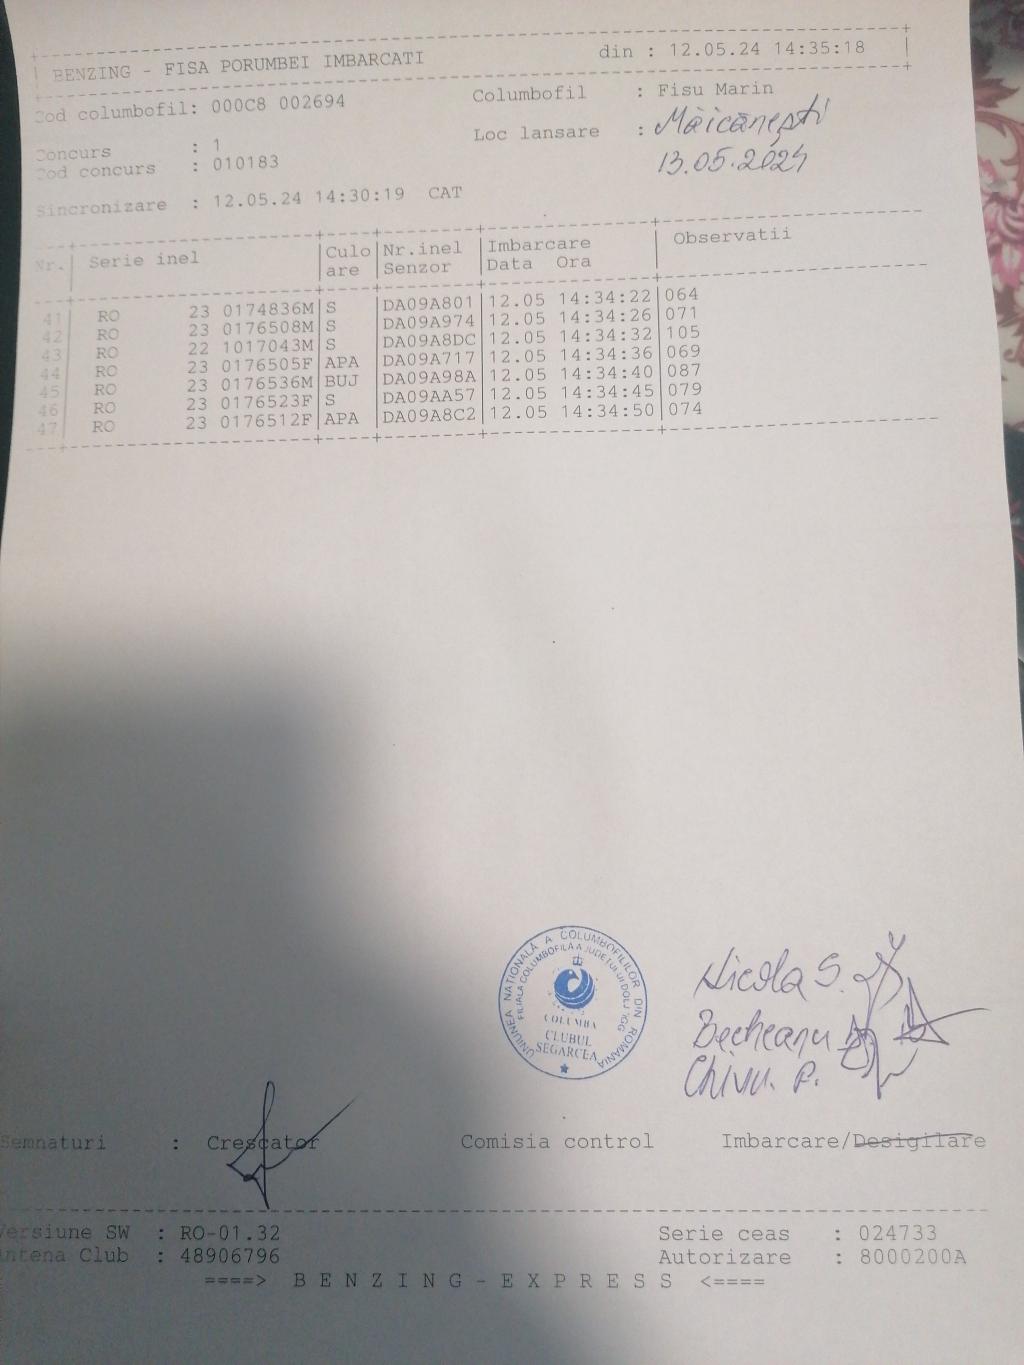 BENZING - FISA PORUMBEI IMBARCATI din : 12.05.24 14:35:18
Cod columbofil: 000C8 002694 Columbofil : Fisu Marin
Loc lansare : Măicănești
Concurs : 1
Cod concurs : 010183 13.05.2024
Sincronizare : 12.05.24 14:30:19 CAT
Nr. Serie inel Culo Nr.inel Imbarcare Observatii
are Senzor Data Ora
41 RO 23 0174836M S DA09A801 12.05 14:34:22 064
42 RO 23 0176508M S DA09A974 12.05 14:34:26 071
43 RO 22 1017043M S DA09A8DC 12.05 14:34:32 105
44 RO 23 0176505F APA DA09A717 12.05 14:34:36 069
45 RO 23 0176536M BUJ DA09A98A 12.05 14:34:40 087
46 RO 23 0176523F S DA09AA57 12.05 14:34:45 079
47 RO 23 0176512F APA DA09A8C2 12.05 14:34:50 074
UNIUNEA NATIONALĂ A COLUMBOFILILOR DIN ROMANIA
FILIALA COLUMBOFILA A JUDETULUI DOLJ
COLUMBA
CLUBUL
SEGARCEA
Nicola S.
Becheanu
Chivu. P.
Semnaturi : Crescator Comisia control Imbarcare/Desigilare
Versiune SW : RO-01.32 Serie ceas : 024733
Antena Club : 48906796 Autorizare : 8000200A
====> B E N Z I N G - E X P R E S S <====